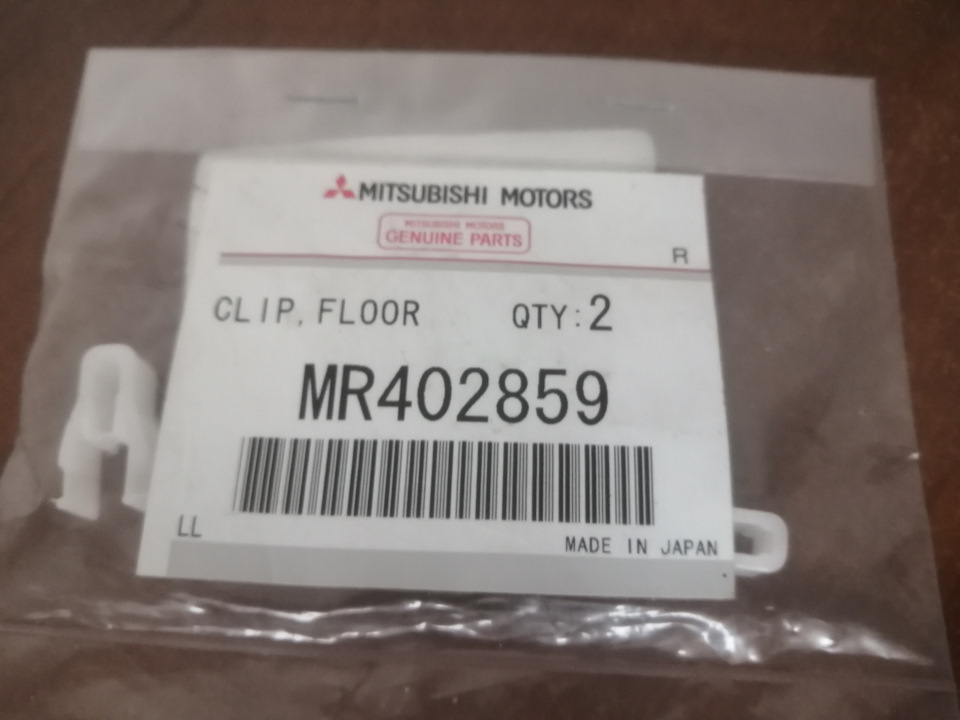 MITSUBISHI MOTORS
MITSUBISHI MOTORS
GENUINE PARTS
R
CLIP, FLOOR QTY:2
MR402859
LL
MADE IN JAPAN